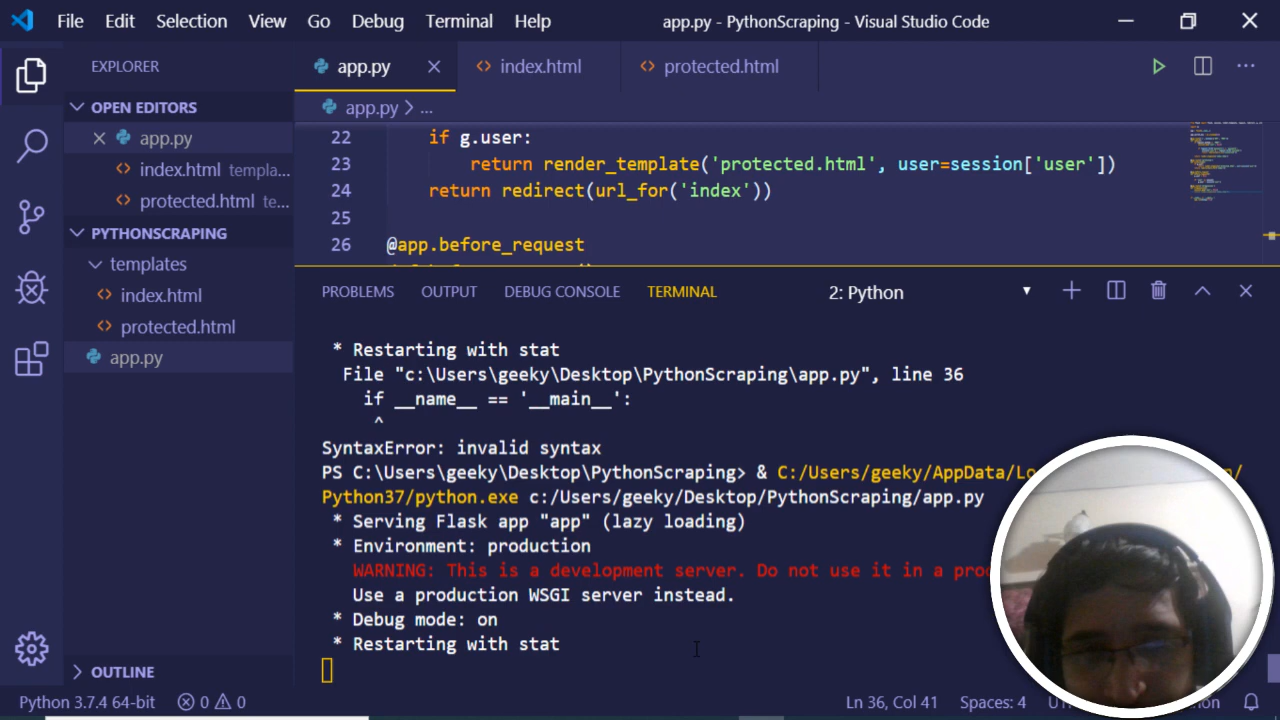 File Edit Selection View Go Debug Terminal Help app.py - PythonScraping - Visual Studio Code
EXPLORER
app.py index.html protected.html
OPEN EDITORS
app.py > ...
app.py
index.html templa...
protected.html te...
PYTHONSCRAPING
templates
index.html
protected.html
app.py
OUTLINE
22 if g.user:
23 return render_template('protected.html', user=session['user'])
24 return redirect(url_for('index'))
25
26 @app.before_request
PROBLEMS OUTPUT DEBUG CONSOLE TERMINAL 2: Python
* Restarting with stat
File "c:\Users\geeky\Desktop\PythonScraping\app.py", line 36
if __name__ == '__main__':
^
SyntaxError: invalid syntax
PS C:\Users\geeky\Desktop\PythonScraping> & C:/Users/geeky/AppData/
Python37/python.exe c:/Users/geeky/Desktop/PythonScraping/app.py
* Serving Flask app "app" (lazy loading)
* Environment: production
WARNING: This is a development server. Do not use it in a
Use a production WSGI server instead.
* Debug mode: on
* Restarting with stat
Python 3.7.4 64-bit 0 0 Ln 36, Col 41 Spaces: 4